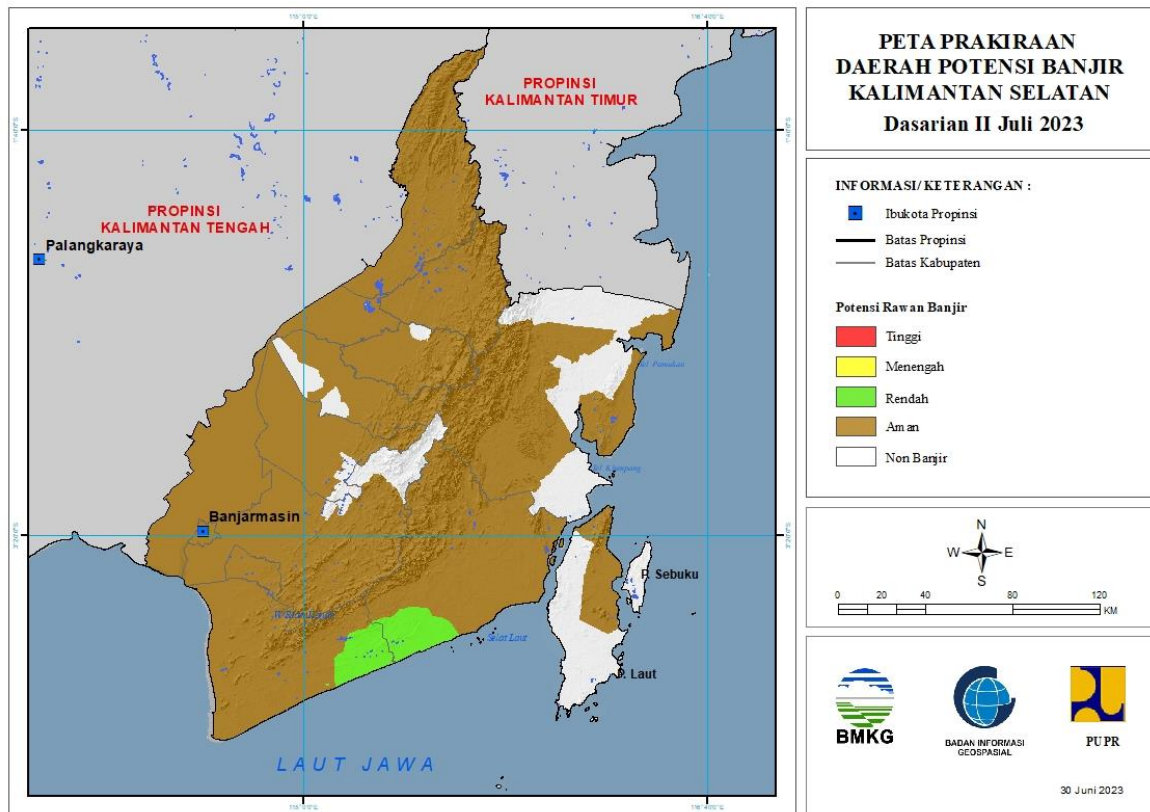 PETA PRAKIRAAN
DAERAH POTENSI BANJIR
KALIMANTAN SELATAN
Dasarian II Juli 2023
INFORMASI/ KETERANGAN :
Ibukota Propinsi
Batas Propinsi
Batas Kabupaten
Potensi Rawan Banjir
Tinggi
Menengah
Rendah
Aman
Non Banjir
N
W E
S
0 20 40 80 120
KM
BMKG
BADAN INFORMASI
GEOSPASIAL
PUPR
30 Juni 2023
PROPINSI
KALIMANTAN TIMUR
PROPINSI
KALIMANTAN TENGAH
Palangkaraya
Banjarmasin
P. Sebuku
Laut
Selat Laut
LAUT JAWA